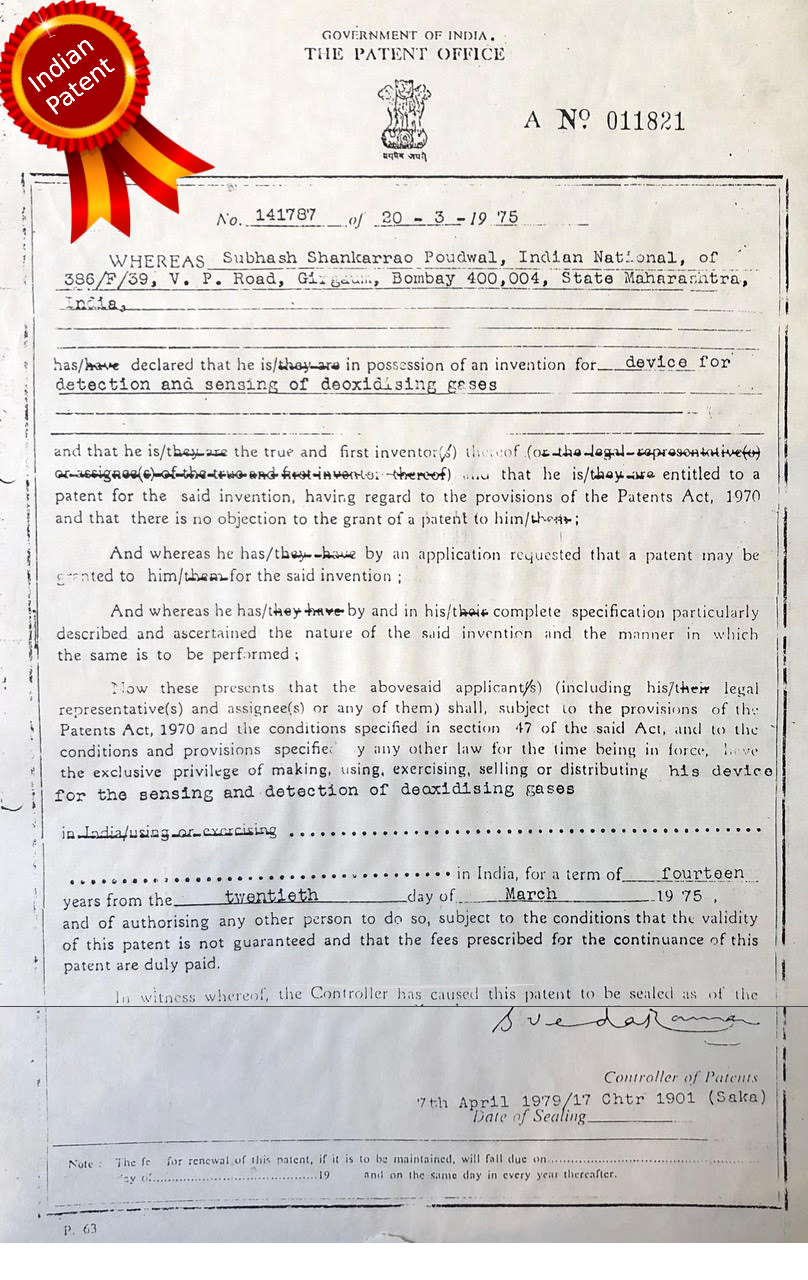 Indian
Patent
GOVERNMENT OF INDIA.
THE PATENT OFFICE
सत्यमेव जयते
A No 011821
No. 141787 of 20 - 3 -19 75
WHEREAS Subhash Shankarrao Poudwal, Indian National, of
386/F/39, V. P. Road, Girgaum, Bombay 400,004, State Maharashtra,
India,
has/have declared that he is/they are in possession of an invention for device for
detection and sensing of deoxidising gases
and that he is/they are the true and first inventor(s) thereof (or the legal representative(s)
or assignee(s) of the true and first inventor thereof) and that he is/they are entitled to a
patent for the said invention, having regard to the provisions of the Patents Act, 1970
and that there is no objection to the grant of a patent to him/them;
And whereas he has/they have by an application requested that a patent may be
granted to him/them for the said invention ;
And whereas he has/they have by and in his/their complete specification particularly
described and ascertained the nature of the said invention and the manner in which
the same is to be performed ;
Now these presents that the abovesaid applicant(s) (including his/their legal
representative(s) and assignee(s) or any of them) shall, subject to the provisions of the
Patents Act, 1970 and the conditions specified in section 47 of the said Act, and to the
conditions and provisions specified y any other law for the time being in force, have
the exclusive privilege of making, using, exercising, selling or distributing his device
for the sensing and detection of deoxidising gases
in India/using or exercising ............................................................
........................................ in India, for a term of fourteen
years from the twentieth day of March 19 75 ,
and of authorising any other person to do so, subject to the conditions that the validity
of this patent is not guaranteed and that the fees prescribed for the continuance of this
patent are duly paid.
In witness whereof, the Controller has caused this patent to be sealed as of the
SVedaRaman
Controller of Patents
7th April 1979/17 Chtr 1901 (Saka)
Date of Sealing
Note : The fe for renewal of this patent, if it is to be maintained, will fall due on............
day of............19 and on the same day in every year thereafter.
P. 63